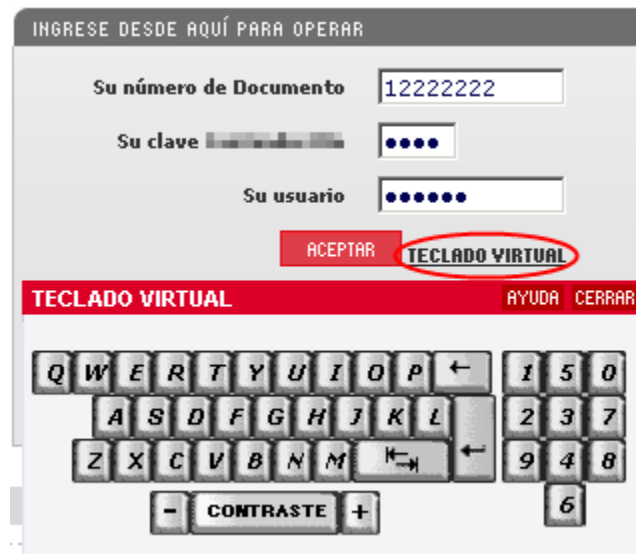 INGRESE DESDE AQUÍ PARA OPERAR
Su número de Documento 12222222
Su clave ●●●●
Su usuario ●●●●●●
ACEPTAR TECLADO VIRTUAL
TECLADO VIRTUAL AYUDA CERRAR
Q W E R T Y U I O P ← 1 5 0
A S D F G H J K L 2 3 7
Z X C V B N M 9 4 8
- CONTRASTE + 6